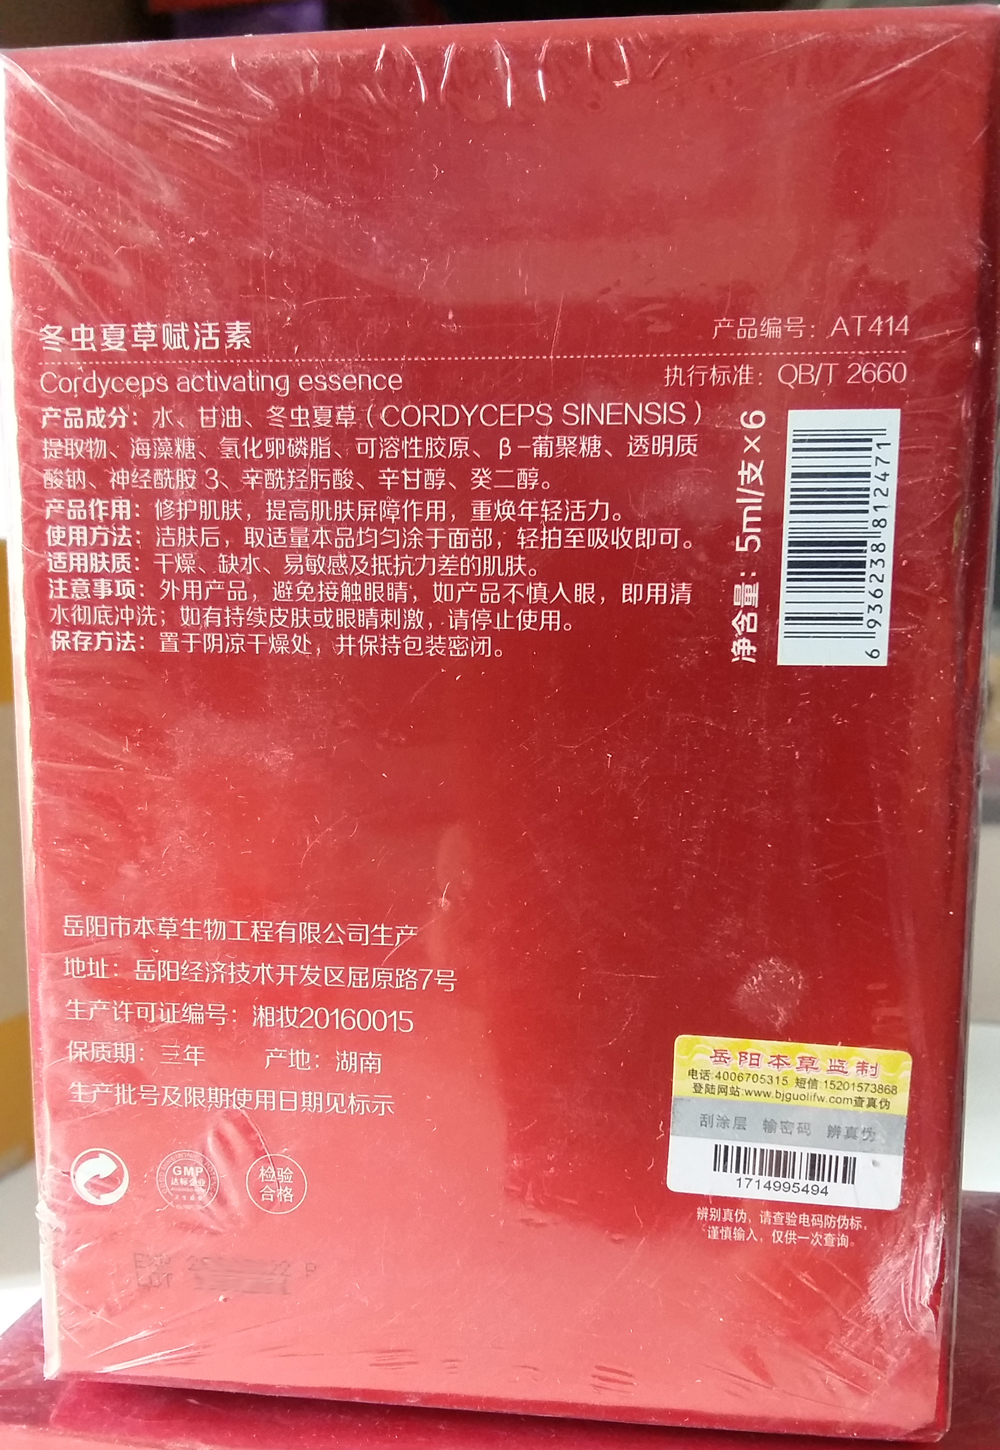 冬虫夏草赋活素
产品编号：AT414
Cordyceps activating essence
执行标准：QB/T 2660
产品成分：水、甘油、冬虫夏草（CORDYCEPS SINENSIS）
提取物、海藻糖、氢化卵磷脂、可溶性胶原、β-葡聚糖、透明质
酸钠、神经酰胺 3、辛酰羟肟酸、辛甘醇、癸二醇。
产品作用：修护肌肤，提高肌肤屏障作用，重焕年轻活力。
使用方法：洁肤后，取适量本品均匀涂于面部，轻拍至吸收即可。
适用肤质：干燥、缺水、易敏感及抵抗力差的肌肤。
注意事项：外用产品，避免接触眼睛，如产品不慎入眼，即用清
水彻底冲洗；如有持续皮肤或眼睛刺激，请停止使用。
保存方法：置于阴凉干燥处，并保持包装密闭。
净含量：5ml/支×6
6 936238 812471
岳阳市本草生物工程有限公司生产
地址：岳阳经济技术开发区屈原路7号
生产许可证编号：湘妆20160015
保质期：三年 产地：湖南
生产批号及限期使用日期见标示
GMP
达标企业
检验
合格
EXP
LOT
岳阳本草监制
电话:4006705315 短信:15201573868
登陆网站:www.bjguolifw.com查真伪
刮涂层 输密码 辨真伪
1714995494
辨别真伪，请查验电码防伪标，
谨慎输入，仅供一次查询。